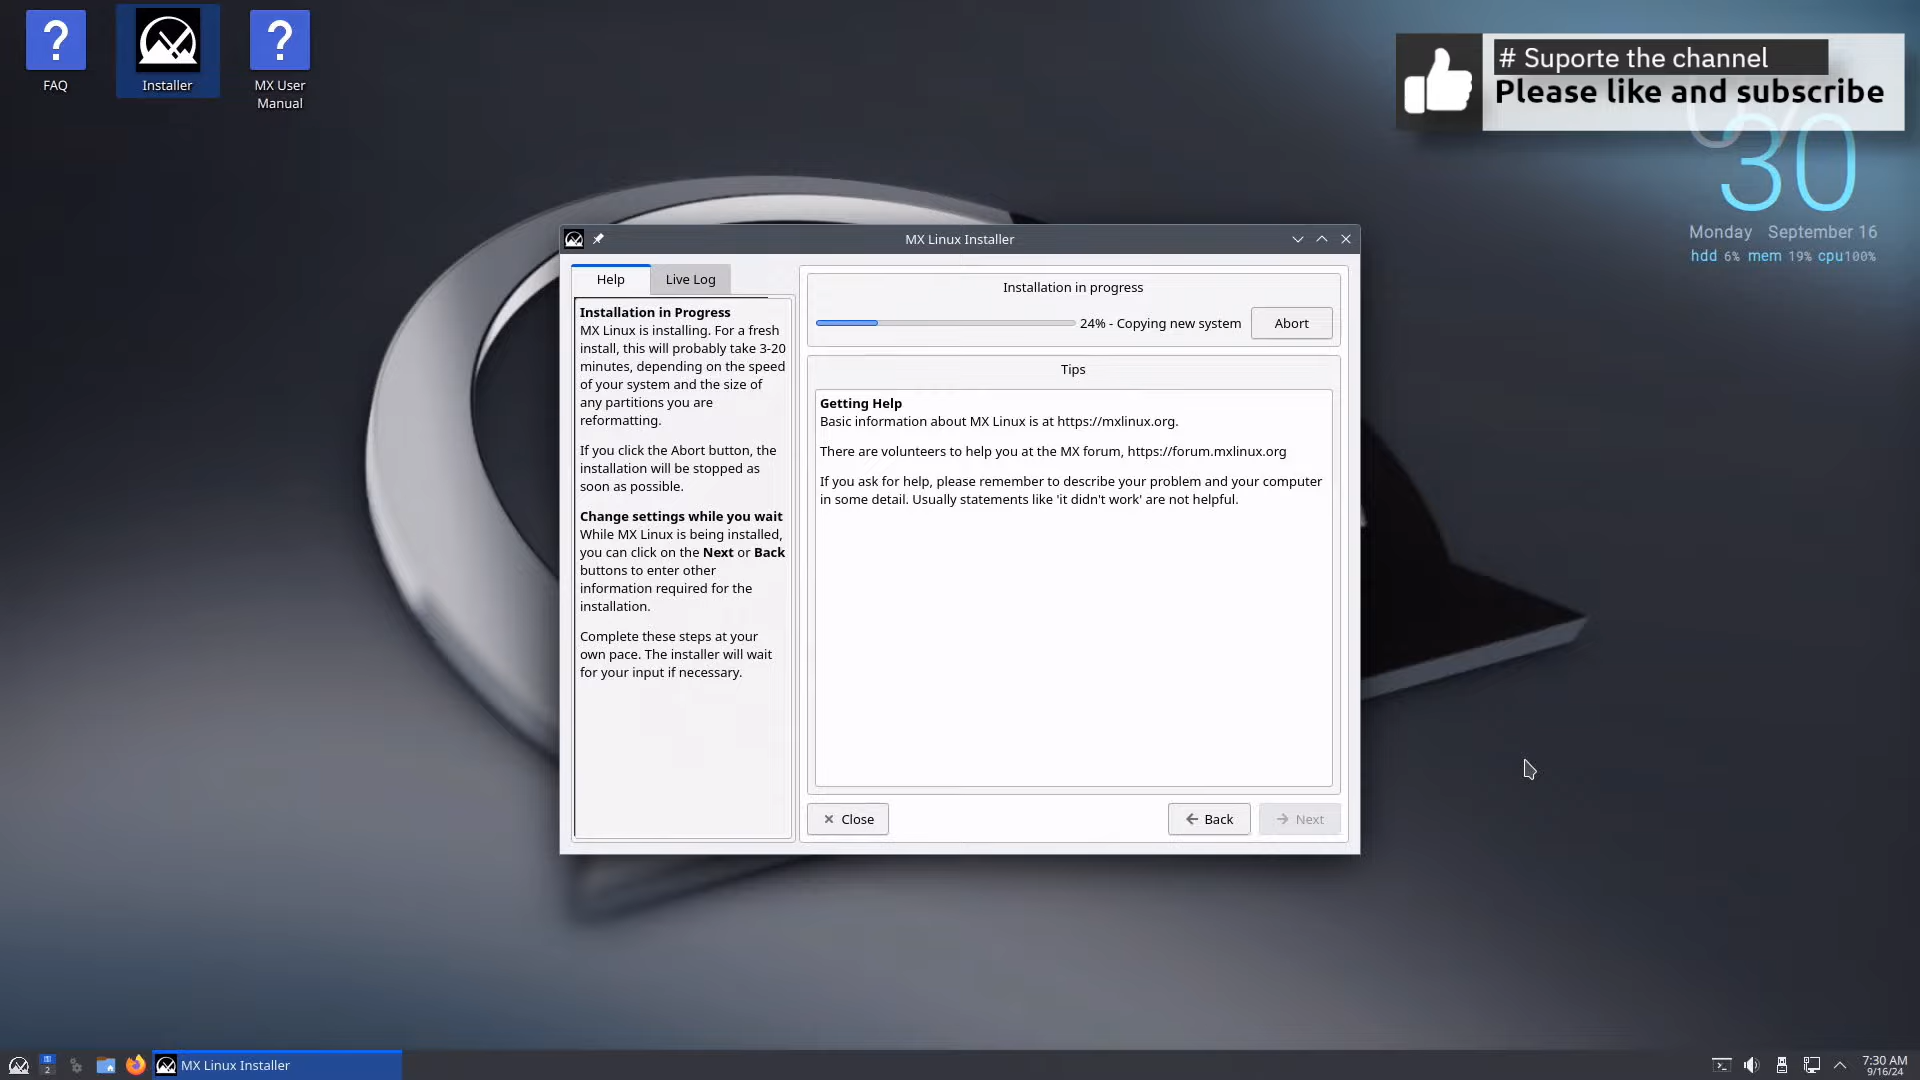 FAQ
Installer
MX User
Manual
# Suporte the channel
Please like and subscribe
30
Monday September 16
hdd 6% mem 19% cpu100%
MX Linux Installer
Help
Live Log
Installation in Progress
MX Linux is installing. For a fresh
install, this will probably take 3-20
minutes, depending on the speed
of your system and the size of
any partitions you are
reformatting.
If you click the Abort button, the
installation will be stopped as
soon as possible.
Change settings while you wait
While MX Linux is being installed,
you can click on the Next or Back
buttons to enter other
information required for the
installation.
Complete these steps at your
own pace. The installer will wait
for your input if necessary.
Installation in progress
24% - Copying new system
Abort
Tips
Getting Help
Basic information about MX Linux is at https://mxlinux.org.
There are volunteers to help you at the MX forum, https://forum.mxlinux.org
If you ask for help, please remember to describe your problem and your computer
in some detail. Usually statements like 'it didn't work' are not helpful.
Close
Back
Next
2
MX Linux Installer
7:30 AM
9/16/24